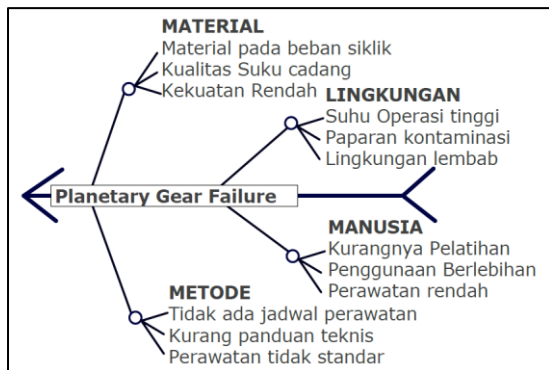 MATERIAL
Material pada beban siklik
Kualitas Suku cadang
Kekuatan Rendah
LINGKUNGAN
Suhu Operasi tinggi
Paparan kontaminasi
Lingkungan lembab
Planetary Gear Failure
MANUSIA
Kurangnya Pelatihan
Penggunaan Berlebihan
Perawatan rendah
METODE
Tidak ada jadwal perawatan
Kurang panduan teknis
Perawatan tidak standar